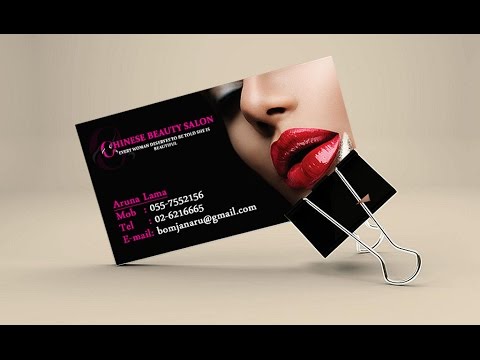 CHINESE BEAUTY SALON
EVERY WOMAN DESERVES TO BE TOLD SHE IS
BEAUTIFUL
Aruna Lama
Mob : 055-7552156
Tel : 02-6216665
E-mail: bomjanaru@gmail.com